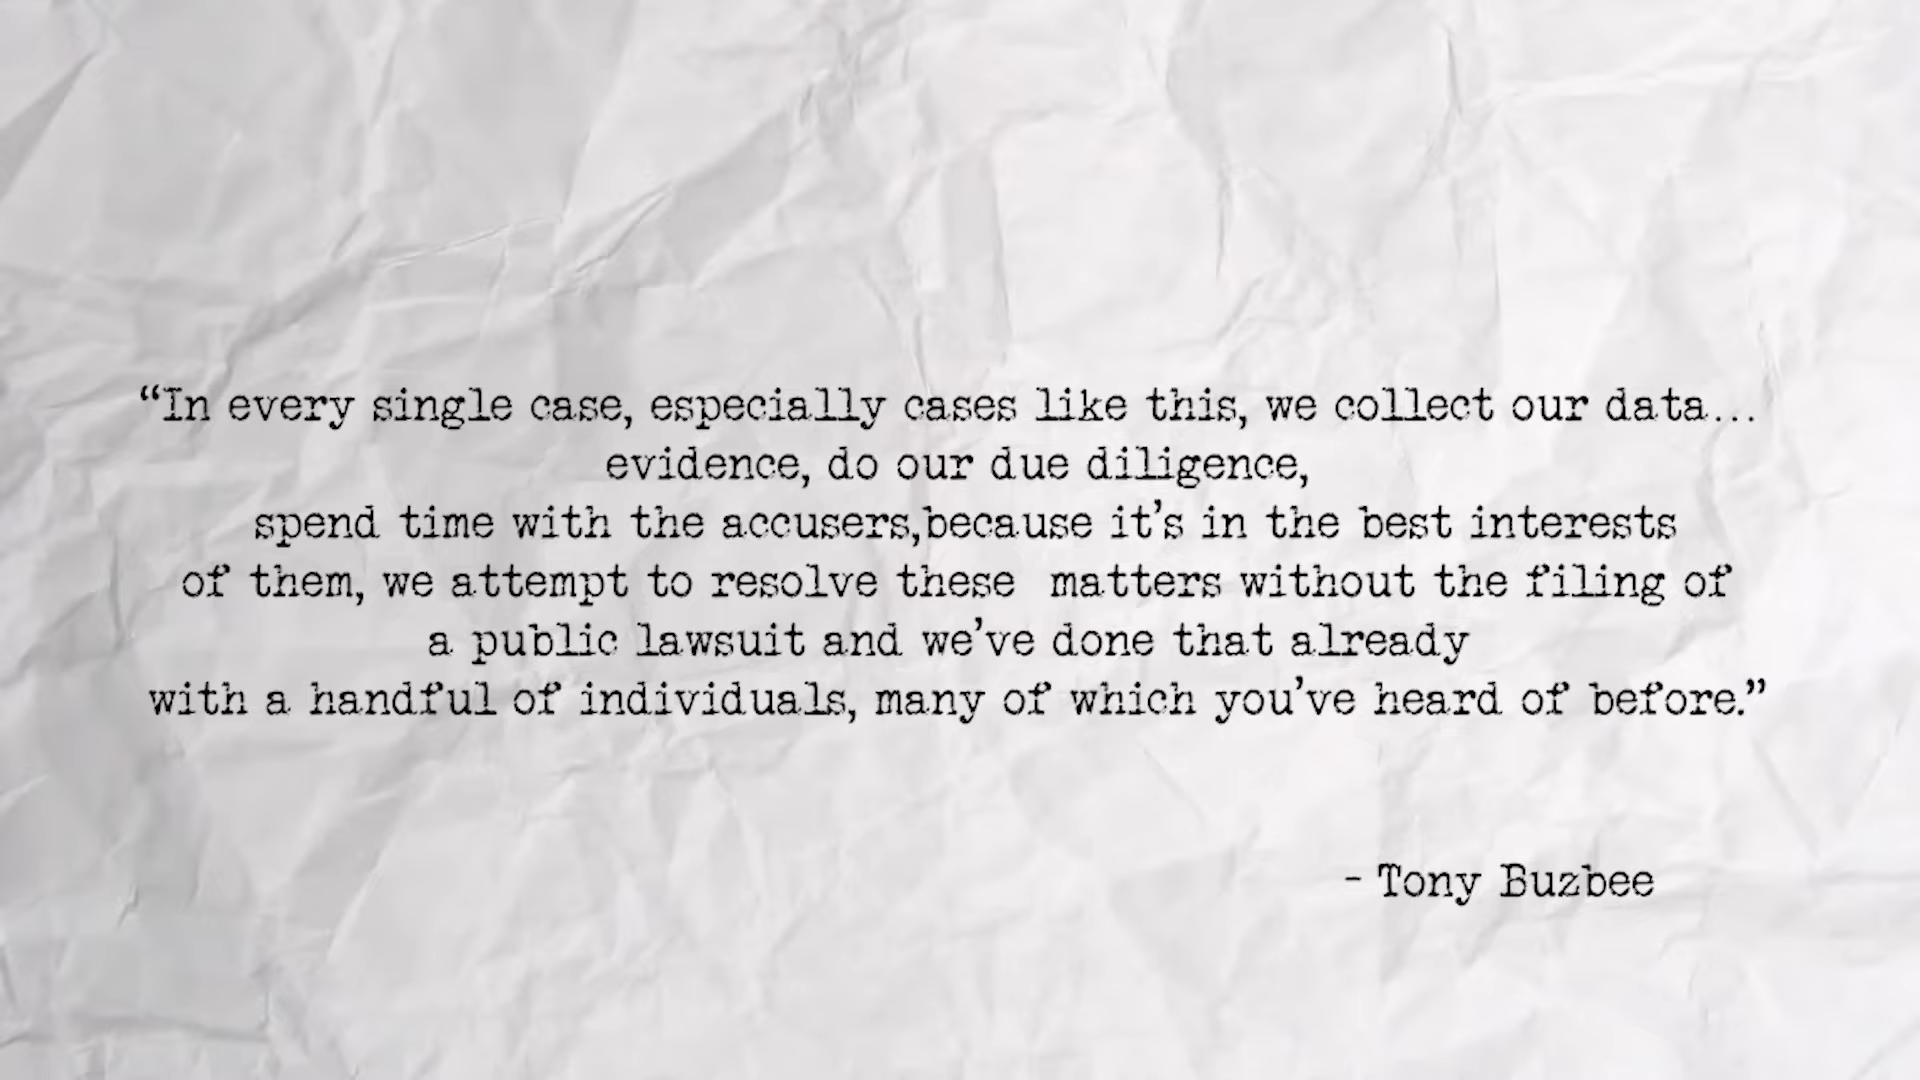 “In every single case, especially cases like this, we collect our data...
evidence, do our due diligence,
spend time with the accusers,because it’s in the best interests
of them, we attempt to resolve these  matters without the filing of
a public lawsuit and we’ve done that already
with a handful of individuals, many of which you’ve heard of before.”
- Tony Buzbee